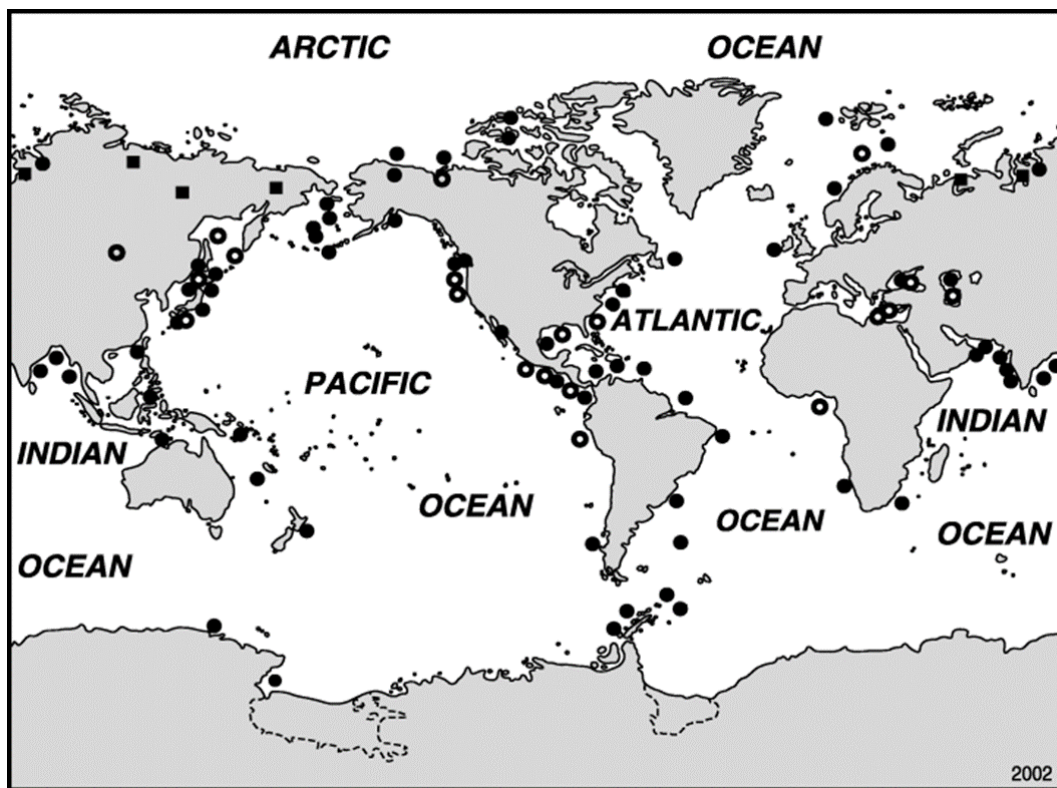 ARCTIC OCEAN
ATLANTIC
PACIFIC
INDIAN
INDIAN
OCEAN
OCEAN
OCEAN
OCEAN
2002